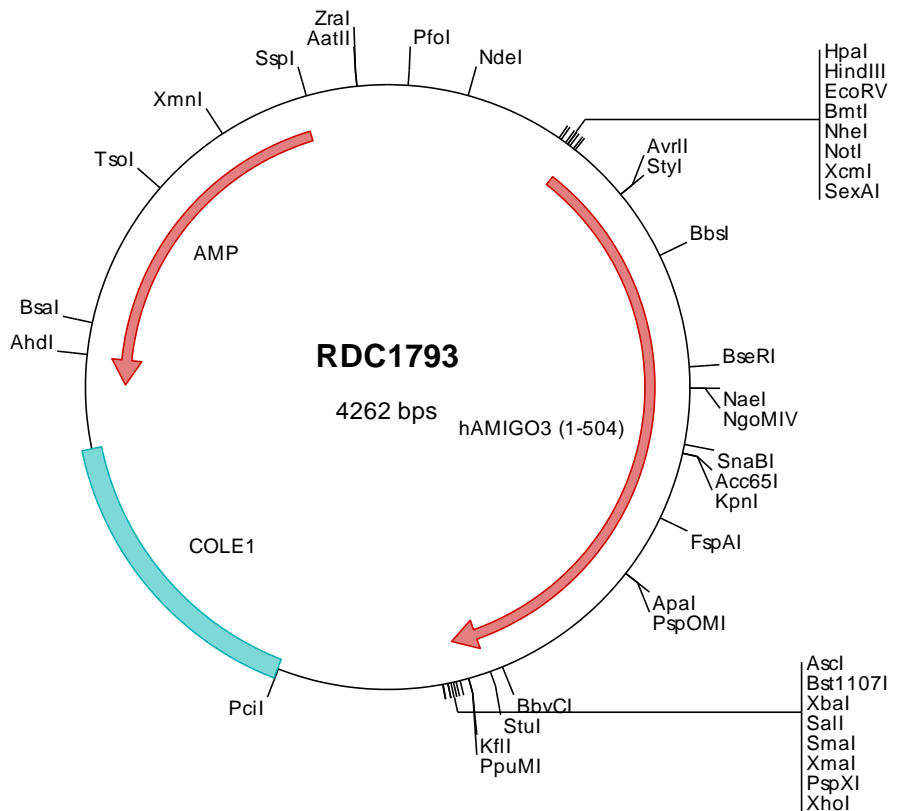 ZraI
AatII
PfoI
SspI
NdeI
XmnI
TsoI
HpaI
HindIII
EcoRV
BmtI
NheI
NotI
XcmI
SexAI
AvrII
StyI
BbsI
AMP
BsaI
AhdI
RDC1793
4262 bps
hAMIGO3 (1-504)
BseRI
NaeI
NgoMIV
SnaBI
Acc65I
KpnI
FspAI
COLE1
ApaI
PspOMI
PciI
BbvCI
StuI
KflI
PpuMI
AscI
Bst1107I
XbaI
SalI
SmaI
XmaI
PspXI
XhoI